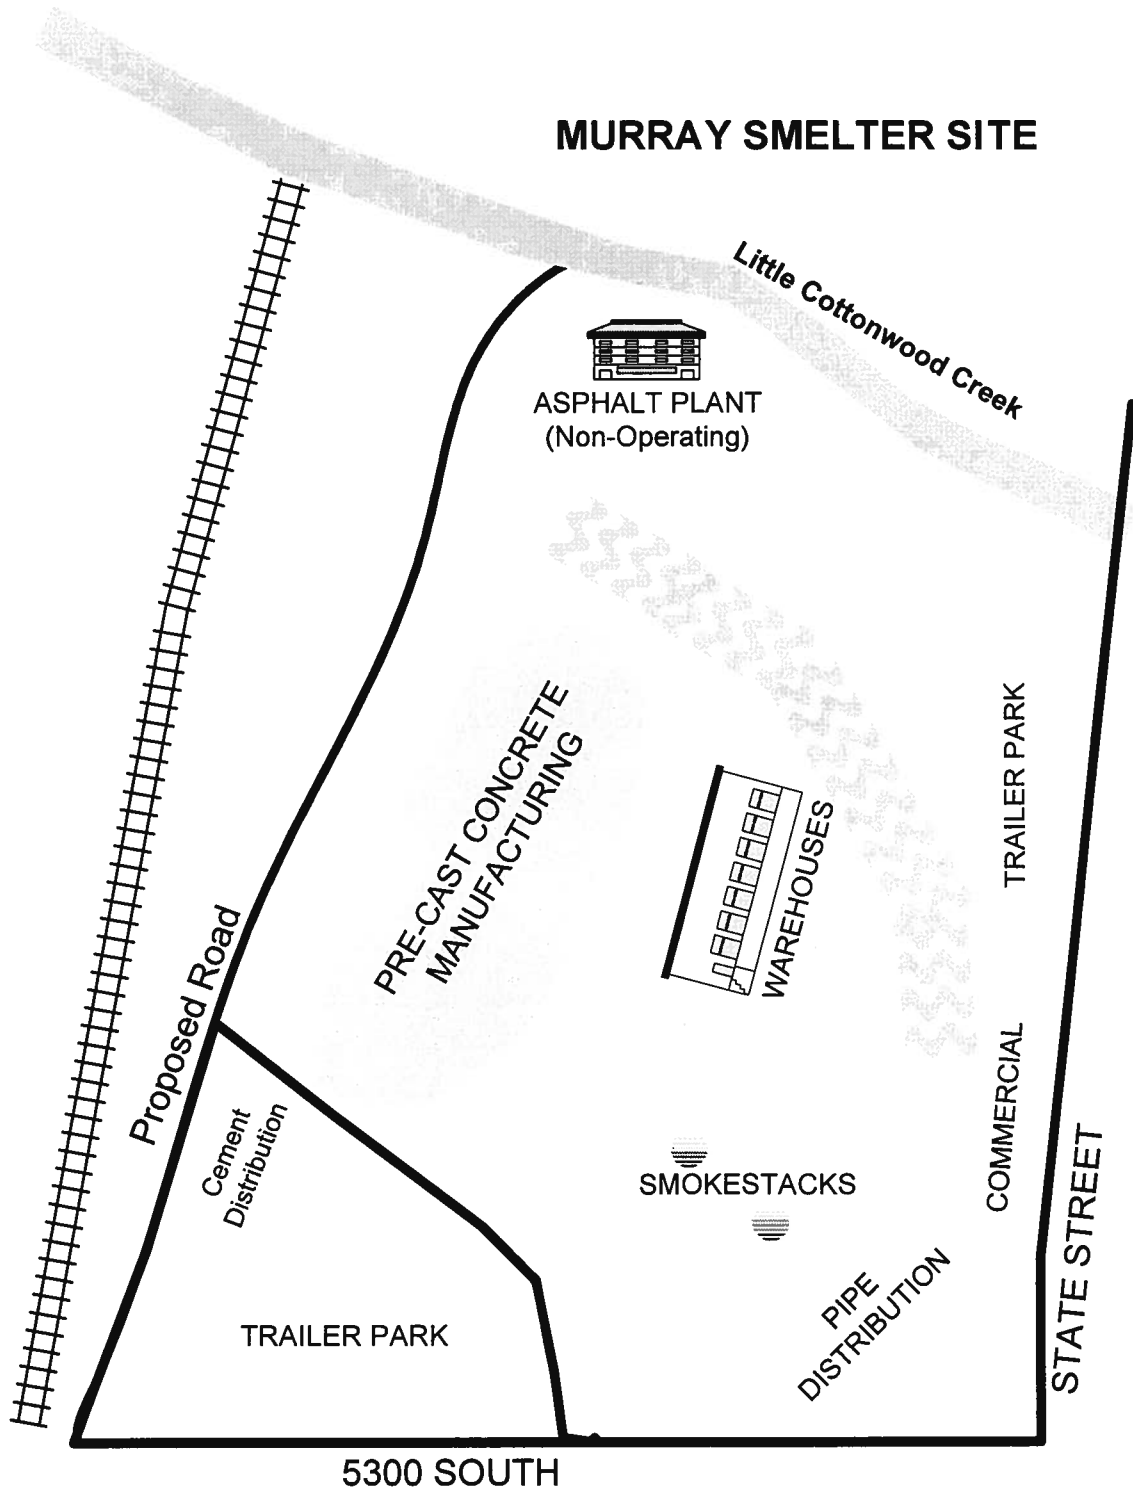 MURRAY SMELTER SITE
Little Cottonwood Creek
ASPHALT PLANT
(Non-Operating)
PRE-CAST CONCRETE
MANUFACTURING
WAREHOUSES
TRAILER PARK
Proposed Road
COMMERCIAL
Cement
Distribution
SMOKESTACKS
STATE STREET
PIPE
DISTRIBUTION
TRAILER PARK
5300 SOUTH